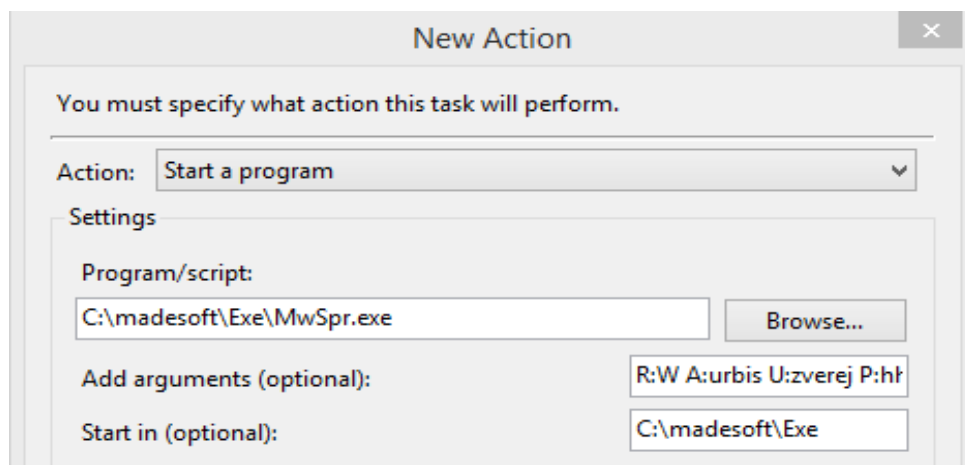 New Action
You must specify what action this task will perform.
Action: Start a program
Settings
Program/script:
C:\madesoft\Exe\MwSpr.exe Browse...
Add arguments (optional): R:W A:urbis U:zverej
Start in (optional): C:\madesoft\Exe